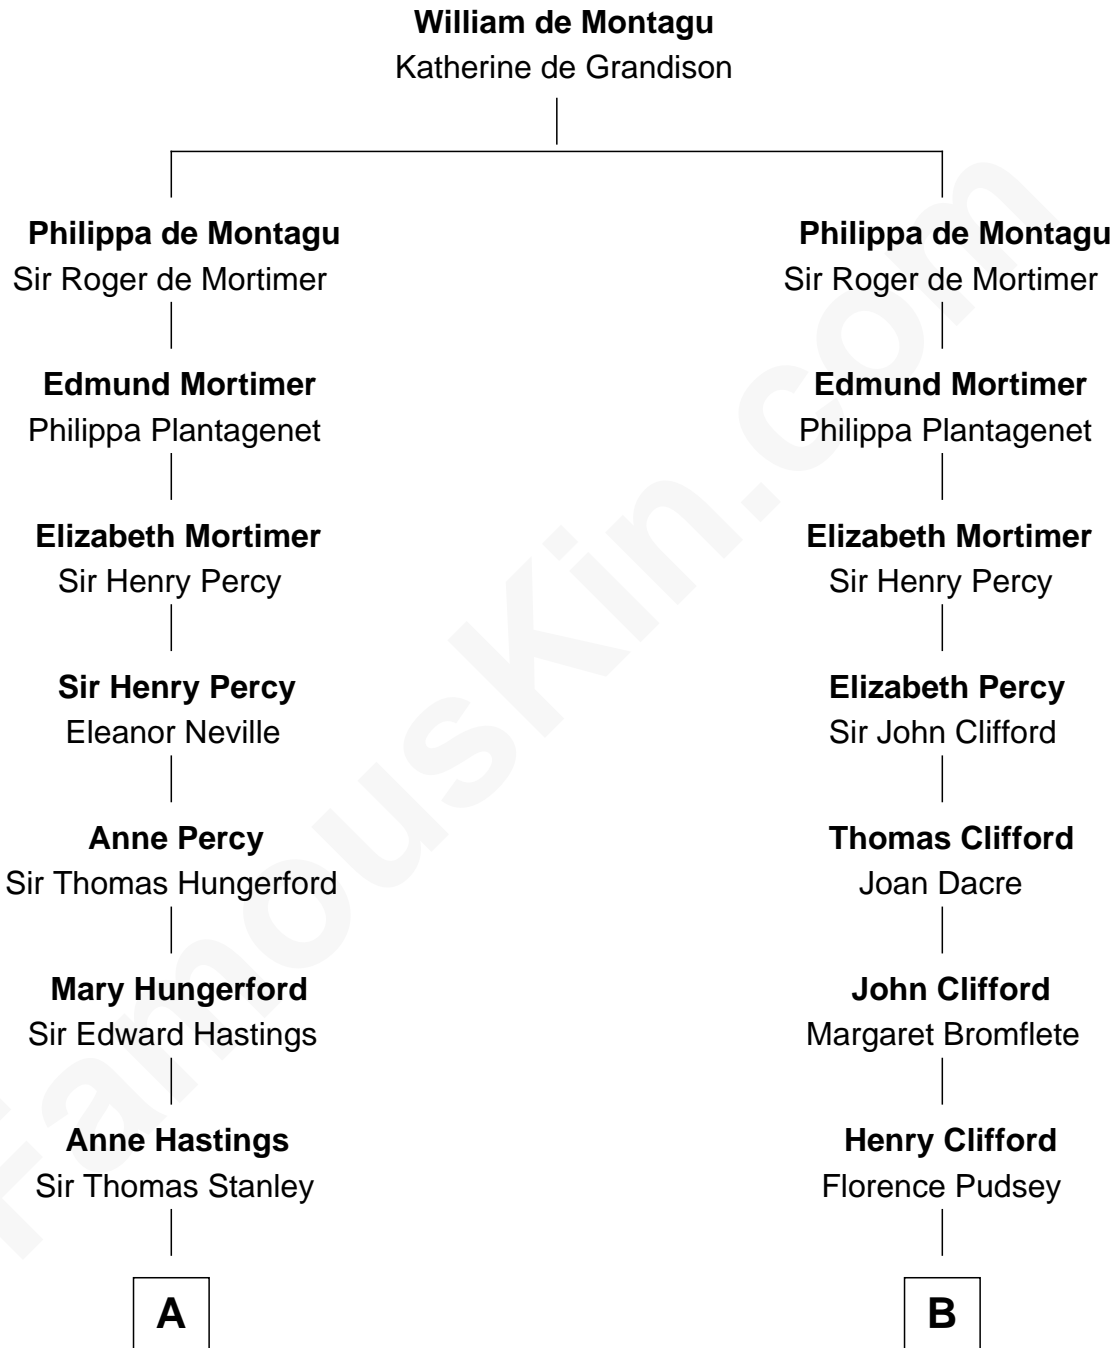 William de Montagu
Katherine de Grandison
Philippa de Montagu
Sir Roger de Mortimer
Edmund Mortimer
Philippa Plantagenet
Elizabeth Mortimer
Sir Henry Percy
Sir Henry Percy
Eleanor Neville
Anne Percy
Sir Thomas Hungerford
Mary Hungerford
Sir Edward Hastings
Anne Hastings
Sir Thomas Stanley
A
Philippa de Montagu
Sir Roger de Mortimer
Edmund Mortimer
Philippa Plantagenet
Elizabeth Mortimer
Sir Henry Percy
Elizabeth Percy
Sir John Clifford
Thomas Clifford
Joan Dacre
John Clifford
Margaret Bromflete
Henry Clifford
Florence Pudsey
B
FamousKin.com